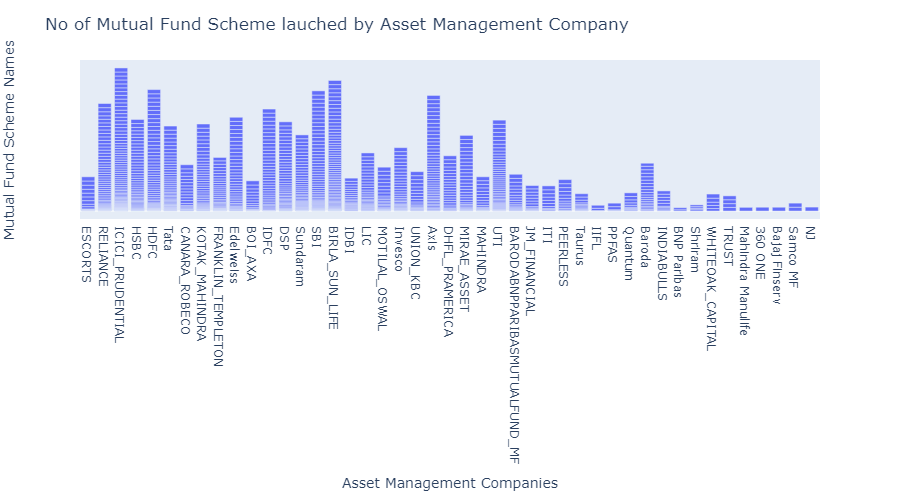 No of Mutual Fund Scheme lauched by Asset Management Company
Mutual Fund Scheme Names
ESCORTS
RELIANCE
ICICI_PRUDENTIAL
HSBC
HDFC
Tata
CANARA_ROBECO
KOTAK_MAHINDRA
FRANKLIN_TEMPLETON
Edelweiss
BOI_AXA
IDFC
DSP
Sundaram
SBI
BIRLA_SUN_LIFE
IDBI
LIC
MOTILAL_OSWAL
Invesco
UNION_KBC
Axis
DHFL_PRAMERICA
MIRAE_ASSET
MAHINDRA
UTI
BARODABNPPARIBASMUTUALFUND_MF
JM_FINANCIAL
ITI
PEERLESS
Taurus
IIFL
PPFAS
Quantum
Baroda
INDIABULLS
BNP Paribas
Shriram
WHITEOAK_CAPITAL
TRUST
Mahindra Manulife
360 ONE
Bajaj Finserv
Samco MF
NJ
Asset Management Companies